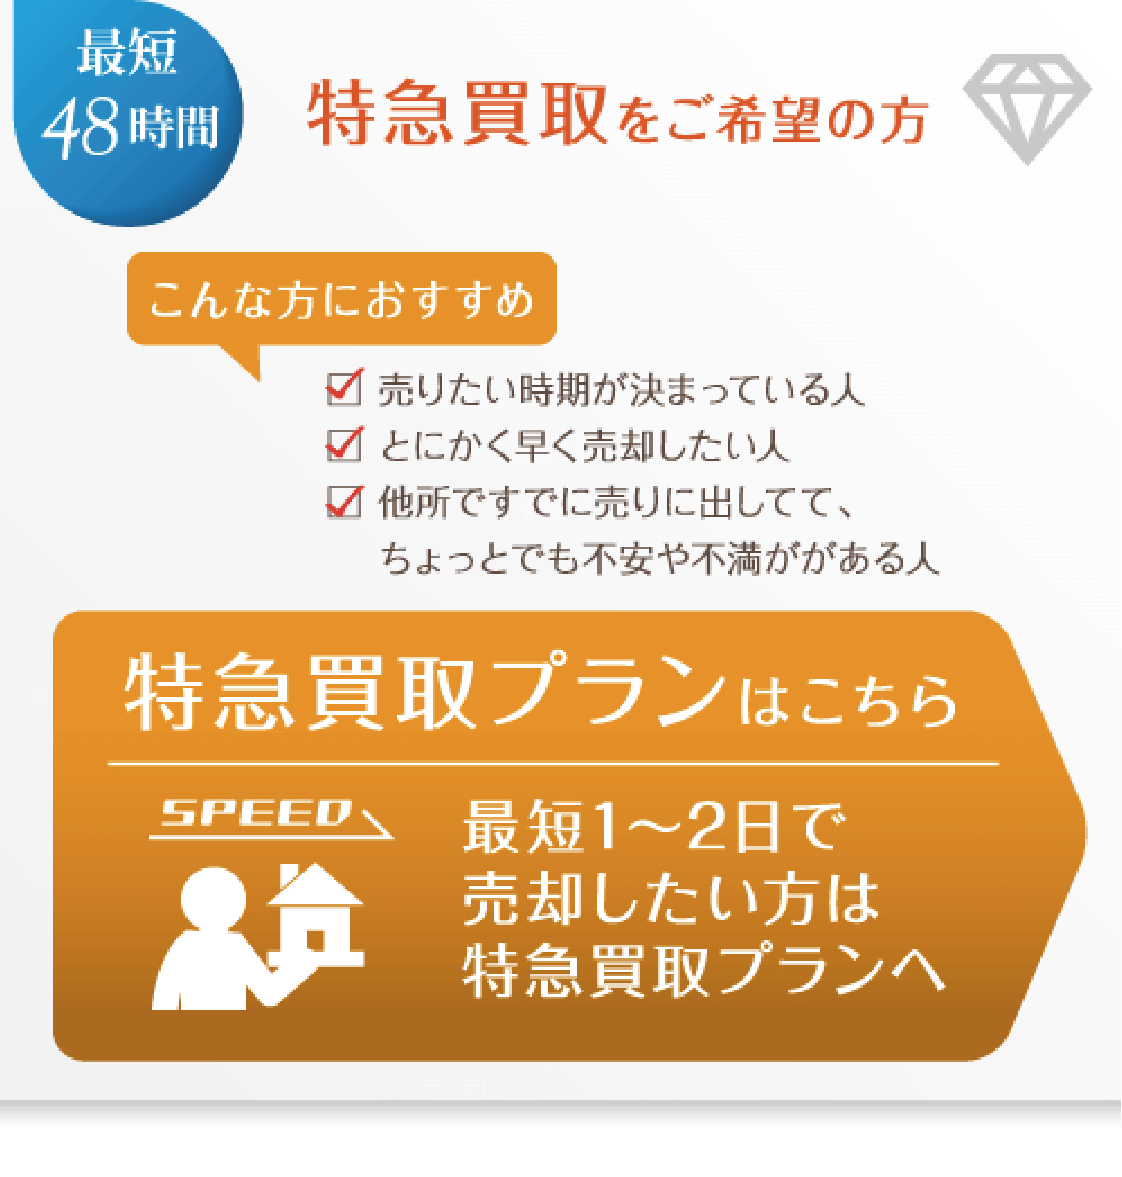 最短
48時間
特急買取をご希望の方
こんな方におすすめ
売りたい時期が決まっている人
とにかく早く売却したい人
他所ですでに売りに出してて、
ちょっとでも不安や不満ががある人
特急買取プランはこちら
SPEED
最短1〜2日で
売却したい方は
特急買取プランへ